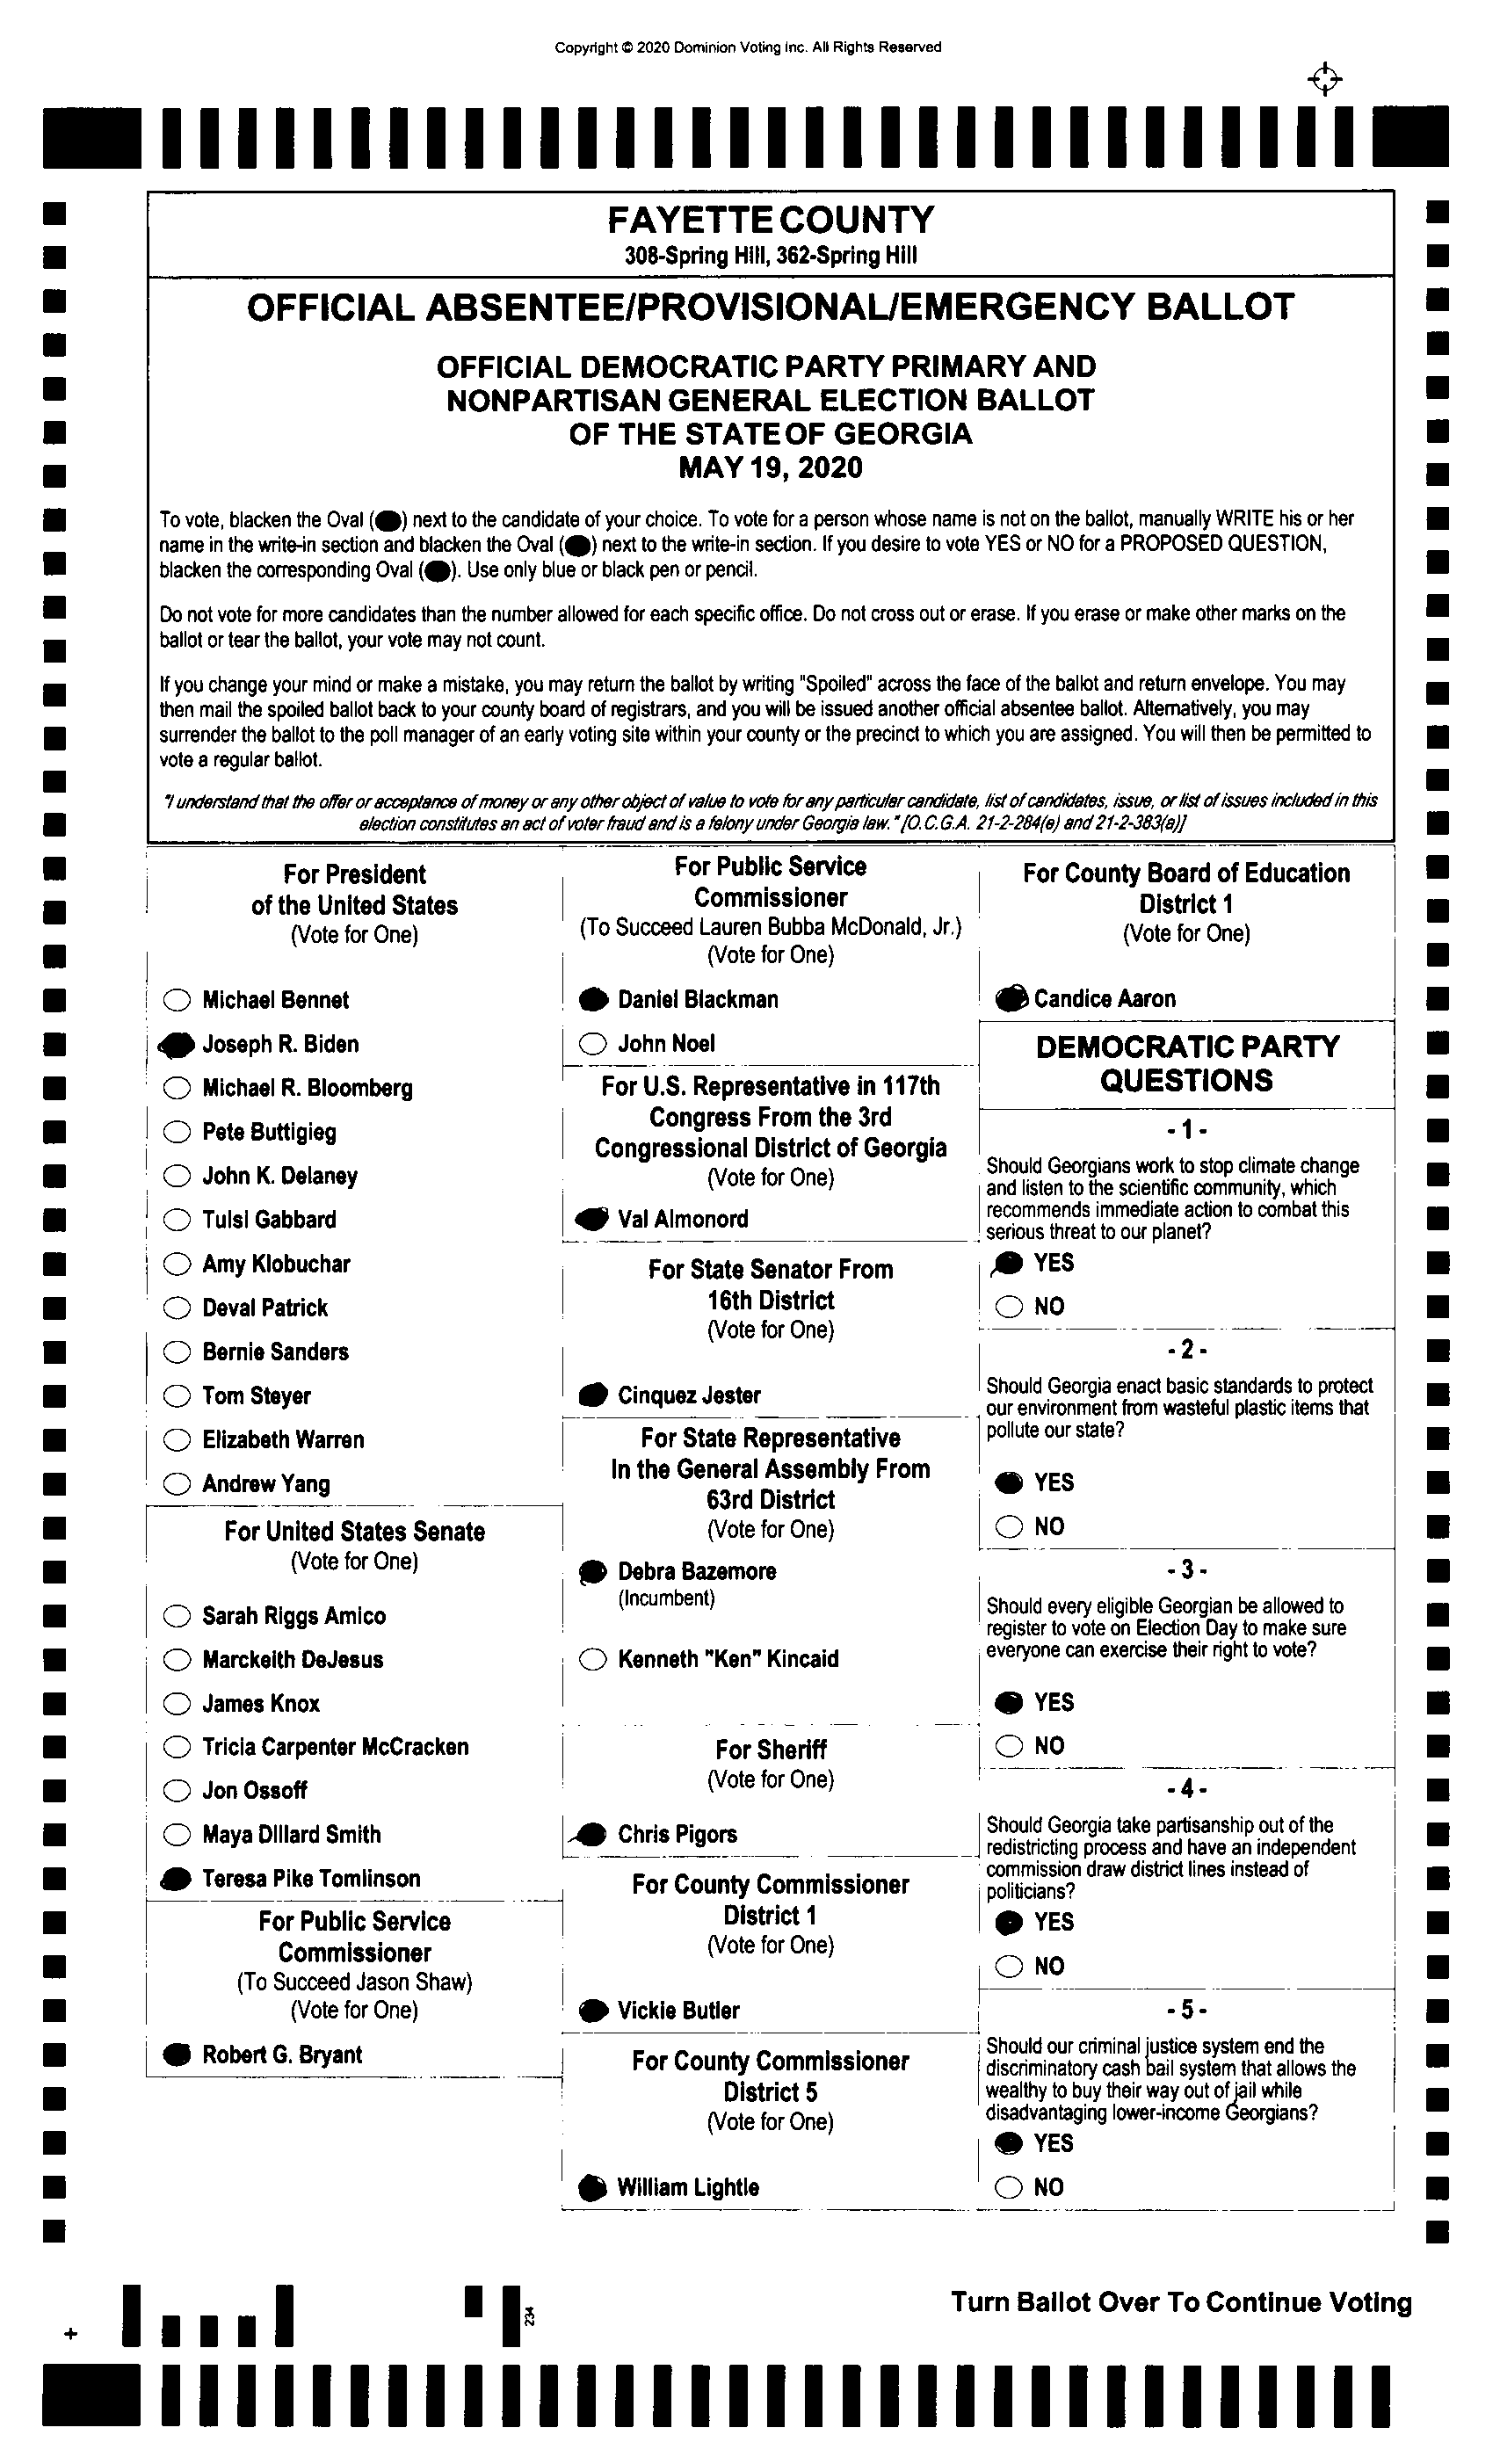 Copyright © 2020 Dominion Voting Inc. All Rights Reserved
FAYETTE COUNTY
308-Spring Hill, 362-Spring Hill
OFFICIAL ABSENTEE/PROVISIONAL/EMERGENCY BALLOT
OFFICIAL DEMOCRATIC PARTY PRIMARY AND
NONPARTISAN GENERAL ELECTION BALLOT
OF THE STATE OF GEORGIA
MAY 19, 2020
To vote, blacken the Oval ( ) next to the candidate of your choice. To vote for a person whose name is not on the ballot, manually WRITE his or her
name in the write-in section and blacken the Oval ( ) next to the write-in section. If you desire to vote YES or NO for a PROPOSED QUESTION,
blacken the corresponding Oval ( ). Use only blue or black pen or pencil.
Do not vote for more candidates than the number allowed for each specific office. Do not cross out or erase. If you erase or make other marks on the
ballot or tear the ballot, your vote may not count.
If you change your mind or make a mistake, you may return the ballot by writing "Spoiled" across the face of the ballot and return envelope. You may
then mail the spoiled ballot back to your county board of registrars, and you will be issued another official absentee ballot. Alternatively, you may
surrender the ballot to the poll manager of an early voting site within your county or the precinct to which you are assigned. You will then be permitted to
vote a regular ballot.
"I understand that the offer or acceptance of money or any other object of value to vote for any particular candidate, list of candidates, issue, or list of issues included in this
election constitutes an act of voter fraud and is a felony under Georgia law." [O.C.G.A. 21-2-284(e) and 21-2-383(a)]
For President
of the United States
(Vote for One)
Michael Bennet
Joseph R. Biden
Michael R. Bloomberg
Pete Buttigieg
John K. Delaney
Tulsi Gabbard
Amy Klobuchar
Deval Patrick
Bernie Sanders
Tom Steyer
Elizabeth Warren
Andrew Yang
For United States Senate
(Vote for One)
Sarah Riggs Amico
Marckeith DeJesus
James Knox
Tricia Carpenter McCracken
Jon Ossoff
Maya Dillard Smith
Teresa Pike Tomlinson
For Public Service
Commissioner
(To Succeed Jason Shaw)
(Vote for One)
Robert G. Bryant
For Public Service
Commissioner
(To Succeed Lauren Bubba McDonald, Jr.)
(Vote for One)
Daniel Blackman
John Noel
For U.S. Representative in 117th
Congress From the 3rd
Congressional District of Georgia
(Vote for One)
Val Almonord
For State Senator From
16th District
(Vote for One)
Cinquez Jester
For State Representative
In the General Assembly From
63rd District
(Vote for One)
Debra Bazemore
(Incumbent)
Kenneth "Ken" Kincaid
For Sheriff
(Vote for One)
Chris Pigors
For County Commissioner
District 1
(Vote for One)
Vickie Butler
For County Commissioner
District 5
(Vote for One)
William Lightle
For County Board of Education
District 1
(Vote for One)
Candice Aaron
DEMOCRATIC PARTY
QUESTIONS
- 1 -
Should Georgians work to stop climate change
and listen to the scientific community, which
recommends immediate action to combat this
serious threat to our planet?
YES
NO
- 2 -
Should Georgia enact basic standards to protect
our environment from wasteful plastic items that
pollute our state?
YES
NO
- 3 -
Should every eligible Georgian be allowed to
register to vote on Election Day to make sure
everyone can exercise their right to vote?
YES
NO
- 4 -
Should Georgia take partisanship out of the
redistricting process and have an independent
commission draw district lines instead of
politicians?
YES
NO
- 5 -
Should our criminal justice system end the
discriminatory cash bail system that allows the
wealthy to buy their way out of jail while
disadvantaging lower-income Georgians?
YES
NO
Turn Ballot Over To Continue Voting
234